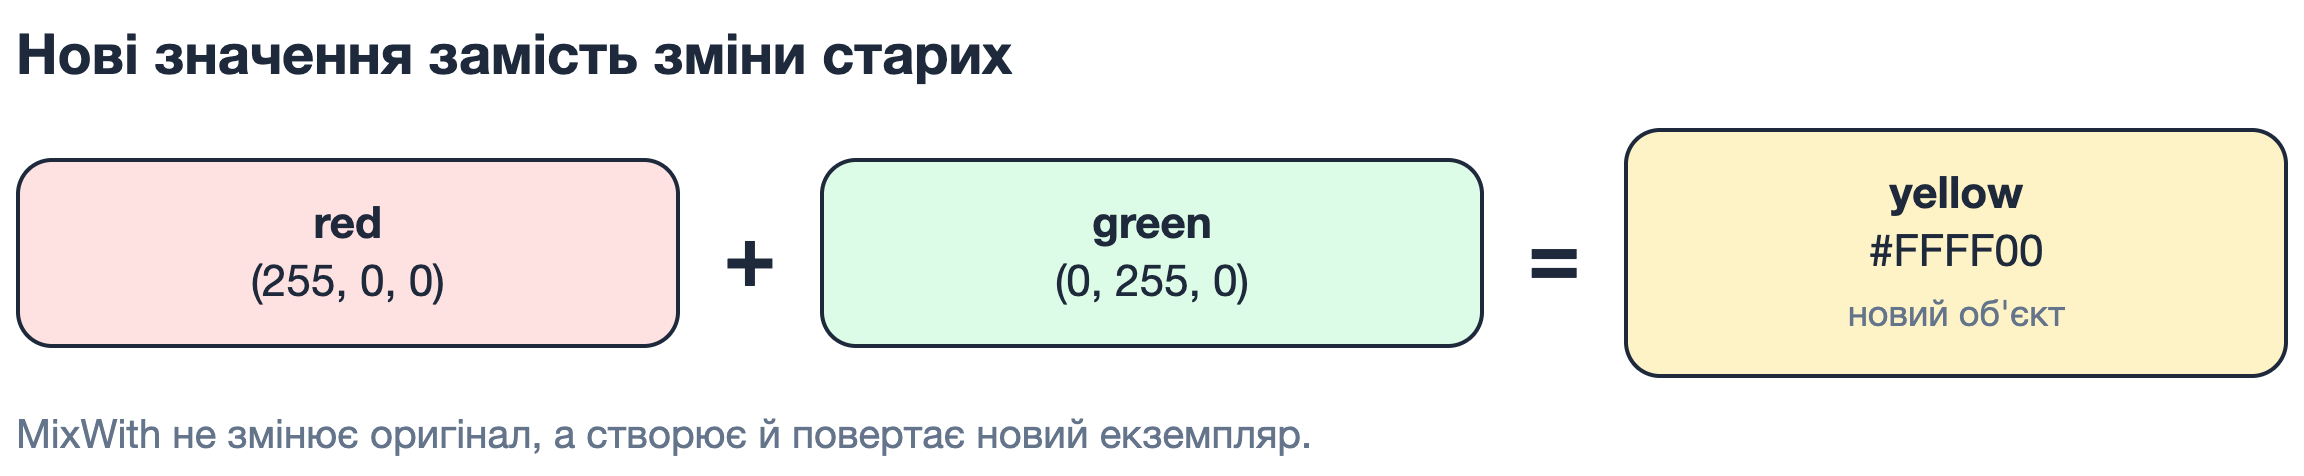 Нові значення замість зміни старих
red
(255, 0, 0)
+
green
(0, 255, 0)
=
yellow
#FFFF00
новий об'єкт
MixWith не змінює оригінал, а створює й повертає новий екземпляр.